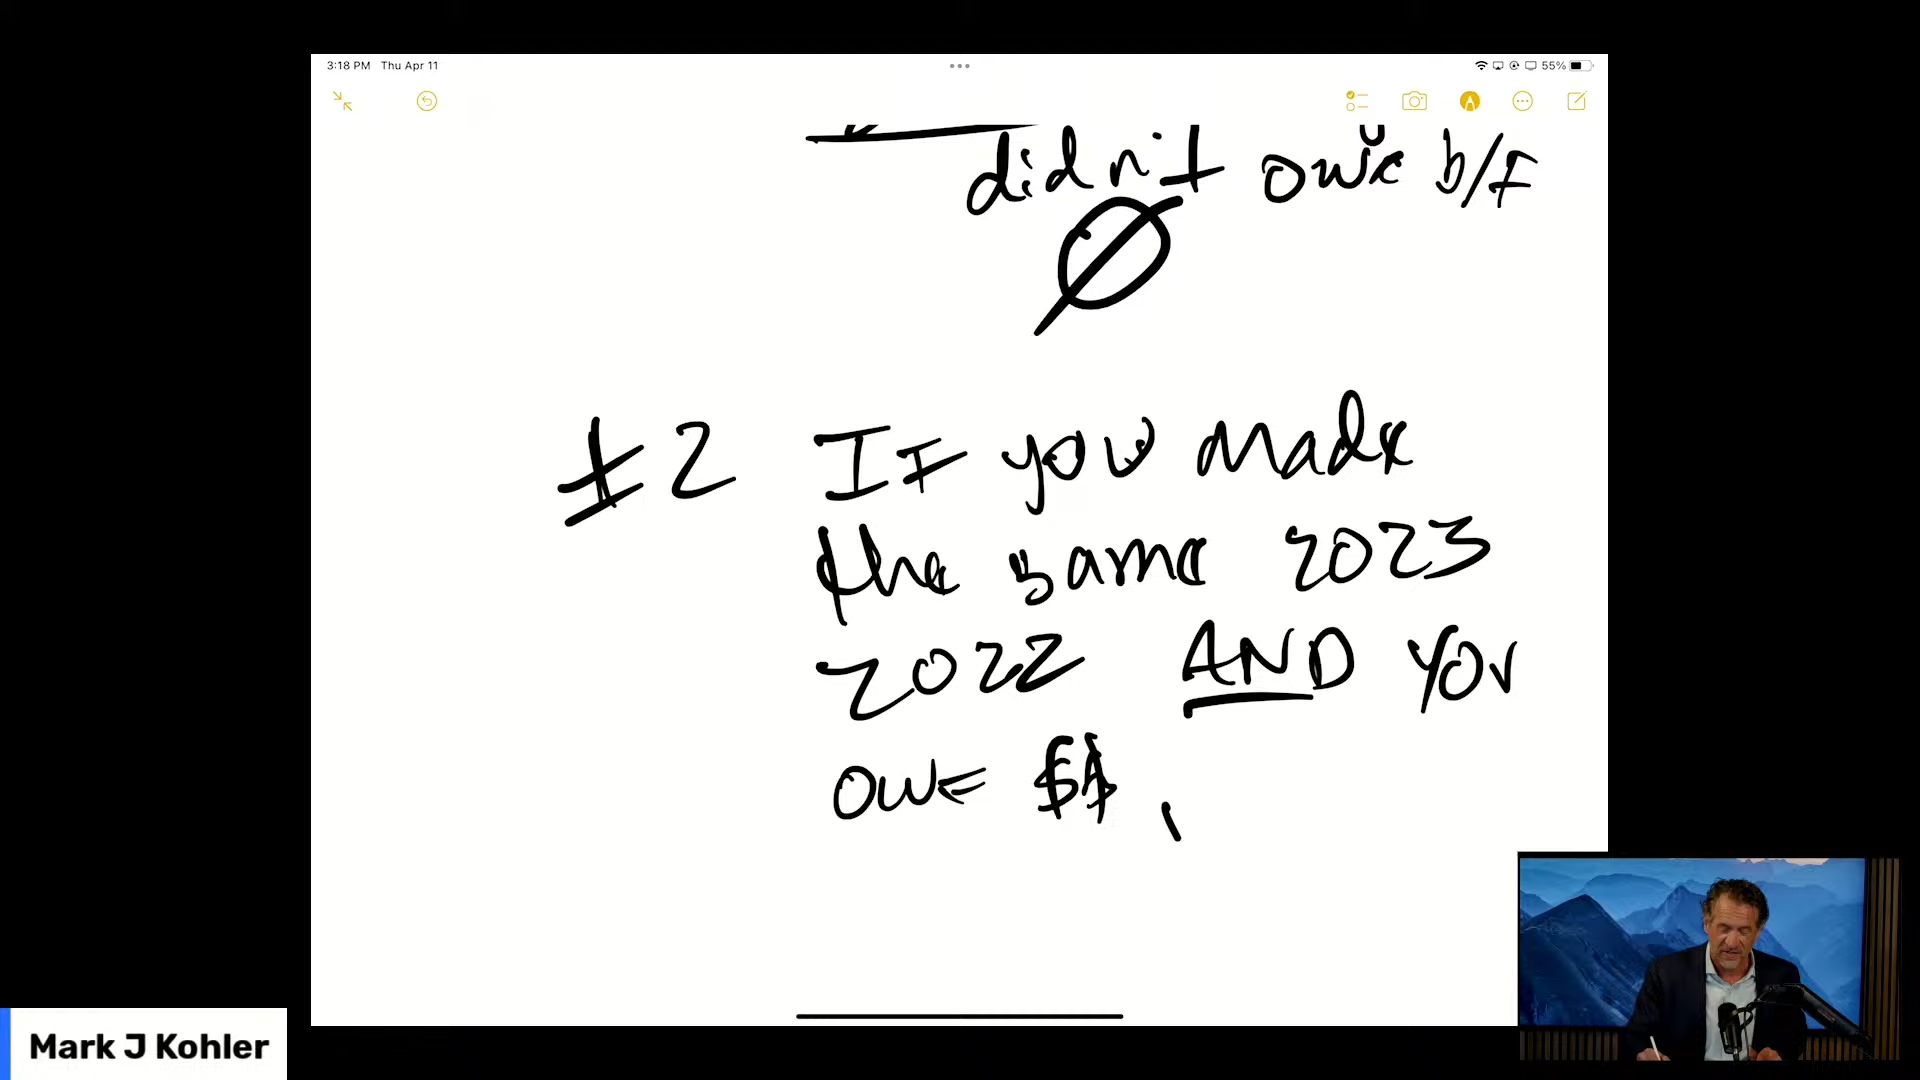 3:18 PM Thu Apr 11
55%
didn't owe b/f
Ø
#2 If you made
the same 2023
2022 AND you
owe $$
Mark J Kohler